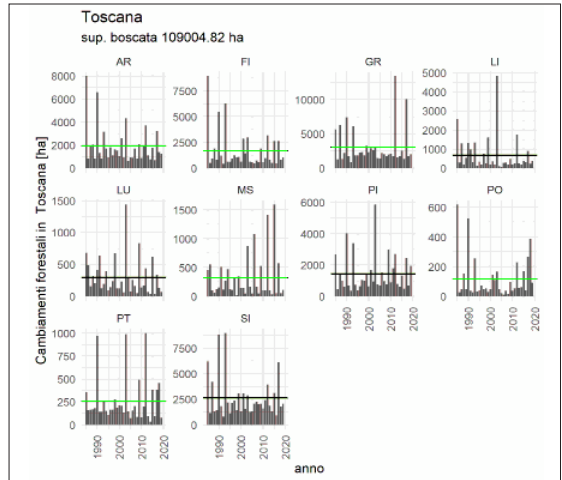 Toscana
sup. boscata 109004.82 ha
AR FI GR LI
8000 6000 4000 2000 0
7500 5000 2500 0
10000 5000 0
5000 4000 3000 2000 1000 0
LU MS PI PO
1500 1000 500 0
1500 1000 500 0
6000 4000 2000 0
600 400 200 0
1990 2000 2010 2020
1990 2000 2010 2020
PT SI
1000 750 500 250 0
7500 5000 2500 0
1990 2000 2010 2020
1990 2000 2010 2020
Cambiamenti forestali in Toscana [ha]
anno